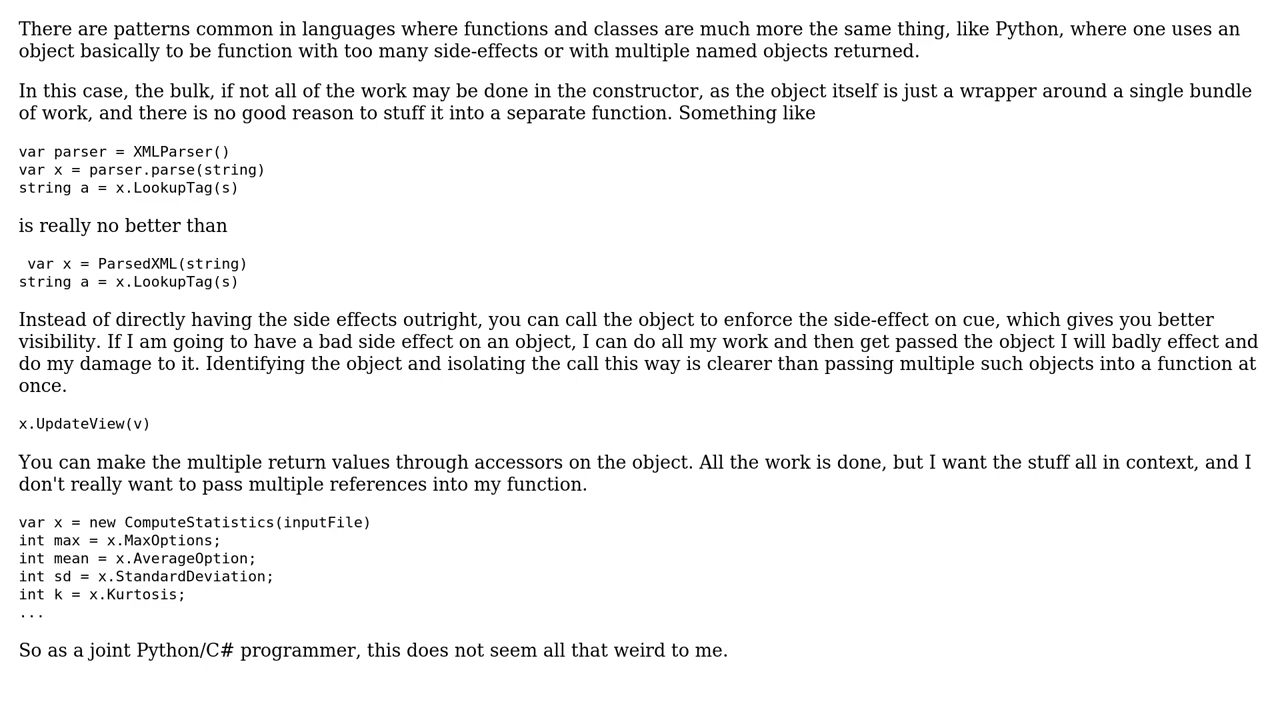 There are patterns common in languages where functions and classes are much more the same thing, like Python, where one uses an
object basically to be function with too many side-effects or with multiple named objects returned.
In this case, the bulk, if not all of the work may be done in the constructor, as the object itself is just a wrapper around a single bundle
of work, and there is no good reason to stuff it into a separate function. Something like
var parser = XMLParser()
var x = parser.parse(string)
string a = x.LookupTag(s)
is really no better than
var x = ParsedXML(string)
string a = x.LookupTag(s)
Instead of directly having the side effects outright, you can call the object to enforce the side-effect on cue, which gives you better
visibility. If I am going to have a bad side effect on an object, I can do all my work and then get passed the object I will badly effect and
do my damage to it. Identifying the object and isolating the call this way is clearer than passing multiple such objects into a function at
once.
x.UpdateView(v)
You can make the multiple return values through accessors on the object. All the work is done, but I want the stuff all in context, and I
don't really want to pass multiple references into my function.
var x = new ComputeStatistics(inputFile)
int max = x.MaxOptions;
int mean = x.AverageOption;
int sd = x.StandardDeviation;
int k = x.Kurtosis;
...
So as a joint Python/C# programmer, this does not seem all that weird to me.